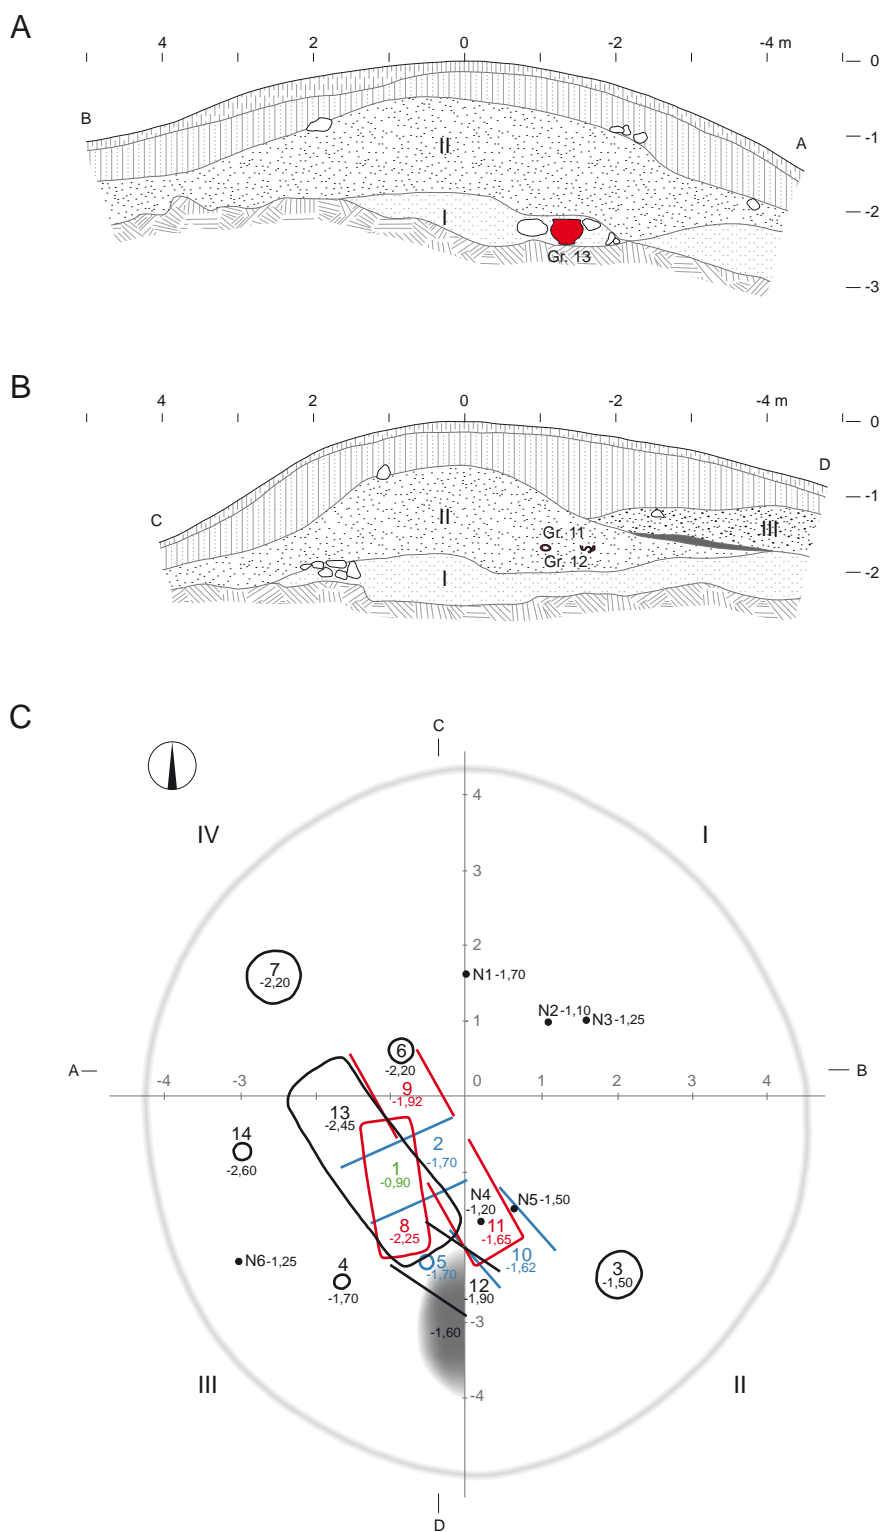 A
4 2 0 -2 -4 m
0
B
-1
A
II
-2
I
Gr. 13
-3
B
4 2 0 -2 -4 m
0
D
-1
C
II
III
Gr. 11
Gr. 12
-2
I
C
C
IV
I
4
3
2
7
-2,20
N1 -1,70
N2 -1,10
N3 -1,25
1
6
-2,20
A
B
-4 -3 0 1 2 3 4
9
-1,92
13
-2,45
14
-2,60
2
-1,70
1
-0,90
N4
-1,20
N5 -1,50
8
-2,25
11
-1,65
10
-1,62
N6 -1,25
4
-1,70
5
-1,70
3
-1,50
12
-1,90
-3
-1,60
III
II
-4
D